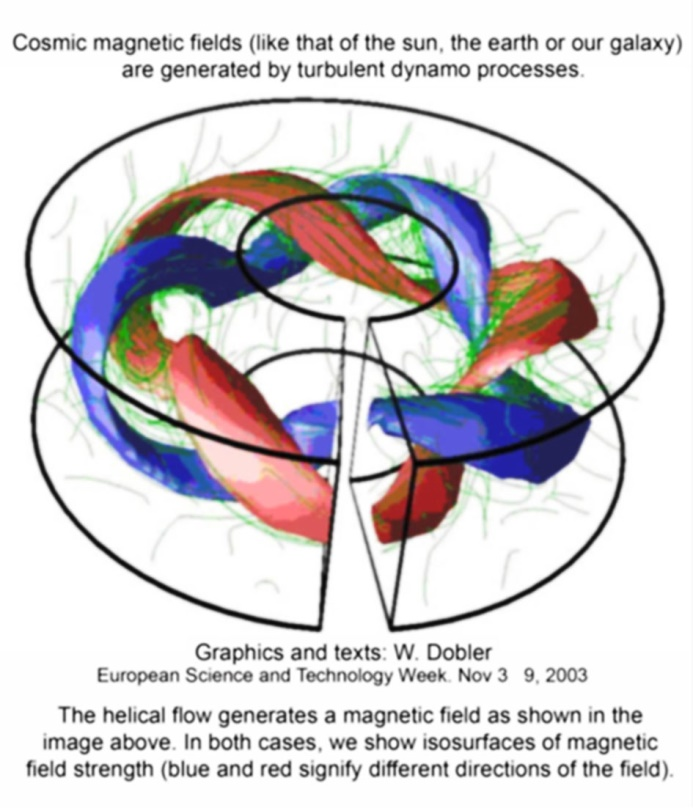 Cosmic magnetic fields (like that of the sun, the earth or our galaxy)
are generated by turbulent dynamo processes.
Graphics and texts: W. Dobler
European Science and Technology Week. Nov 3 9, 2003
The helical flow generates a magnetic field as shown in the
image above. In both cases, we show isosurfaces of magnetic
field strength (blue and red signify different directions of the field).